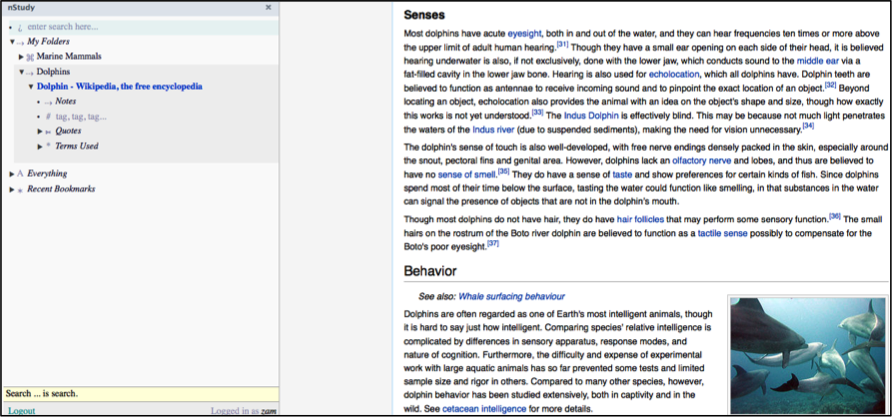 nStudy
×
• ¿ enter search here...
▼ → My Folders
▶ ⌘ Marine Mammals
▼ → Dolphins
▼ Dolphin - Wikipedia, the free encyclopedia
• → Notes
• # tag, tag, tag...
▶ Quotes
▶ * Terms Used
▶ A Everything
▶ Recent Bookmarks
Search ... is search.
Logout
Logged in as zam
Senses
Most dolphins have acute eyesight, both in and out of the water, and they can hear frequencies ten times or more above
the upper limit of adult human hearing.[31] Though they have a small ear opening on each side of their head, it is believed
hearing underwater is also, if not exclusively, done with the lower jaw, which conducts sound to the middle ear via a
fat-filled cavity in the lower jaw bone. Hearing is also used for echolocation, which all dolphins have. Dolphin teeth are
believed to function as antennae to receive incoming sound and to pinpoint the exact location of an object.[32] Beyond
locating an object, echolocation also provides the animal with an idea on the object's shape and size, though how exactly
this works is not yet understood.[33] The Indus Dolphin is effectively blind. This may be because not much light penetrates
the waters of the Indus river (due to suspended sediments), making the need for vision unnecessary.[34]
The dolphin's sense of touch is also well-developed, with free nerve endings densely packed in the skin, especially around
the snout, pectoral fins and genital area. However, dolphins lack an olfactory nerve and lobes, and thus are believed to
have no sense of smell.[35] They do have a sense of taste and show preferences for certain kinds of fish. Since dolphins
spend most of their time below the surface, tasting the water could function like smelling, in that substances in the water
can signal the presence of objects that are not in the dolphin's mouth.
Though most dolphins do not have hair, they do have hair follicles that may perform some sensory function.[36] The small
hairs on the rostrum of the Boto river dolphin are believed to function as a tactile sense possibly to compensate for the
Boto's poor eyesight.[37]
Behavior
See also: Whale surfacing behaviour
Dolphins are often regarded as one of Earth's most intelligent animals, though
it is hard to say just how intelligent. Comparing species' relative intelligence is
complicated by differences in sensory apparatus, response modes, and
nature of cognition. Furthermore, the difficulty and expense of experimental
work with large aquatic animals has so far prevented some tests and limited
sample size and rigor in others. Compared to many other species, however,
dolphin behavior has been studied extensively, both in captivity and in the
wild. See cetacean intelligence for more details.